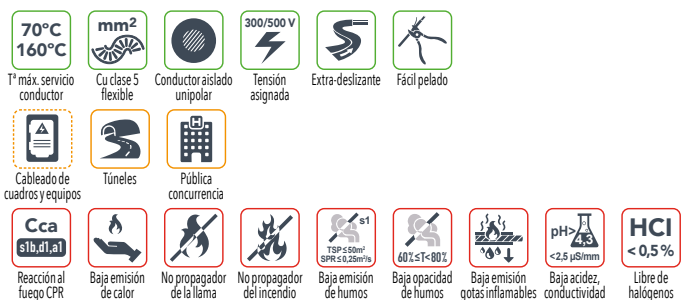 70°C
160°C
mm²
300/500 V
Tª máx. servicio
conductor
Cu clase 5
flexible
Conductor aislado
unipolar
Tensión
asignada
Extra-deslizante
Fácil pelado
H
Cableado de
cuadros y equipos
Túneles
Pública
concurrencia
Cca
s1b,d1,a1
s1
TSP≤50m²
SPR≤0,25m²/s
60%≤T<80%
pH>4,3
<2,5 µS/mm
HCI
<0,5%
Reacción al
fuego CPR
Baja emisión
de calor
No propagador
de la llama
No propagador
del incendio
Baja emisión
de humos
Baja opacidad
de humos
Baja emisión
gotas inflamables
Baja acidez,
conductividad
Libre de
halógenos